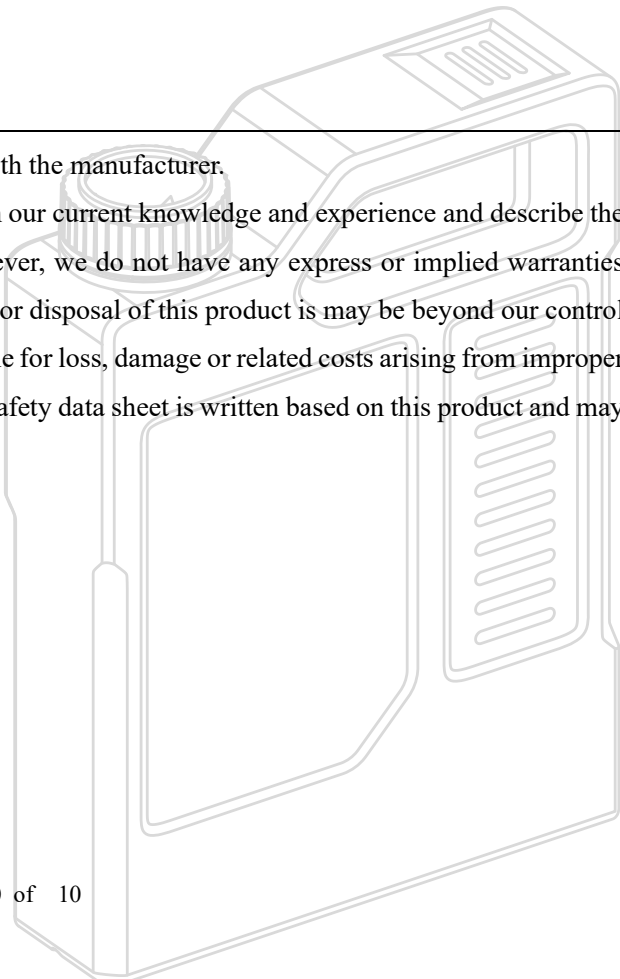 th the manufacturer.
our current knowledge and experience and describe the
ever, we do not have any express or implied warranties
or disposal of this product is may be beyond our control
e for loss, damage or related costs arising from improper
afety data sheet is written based on this product and may
of 10